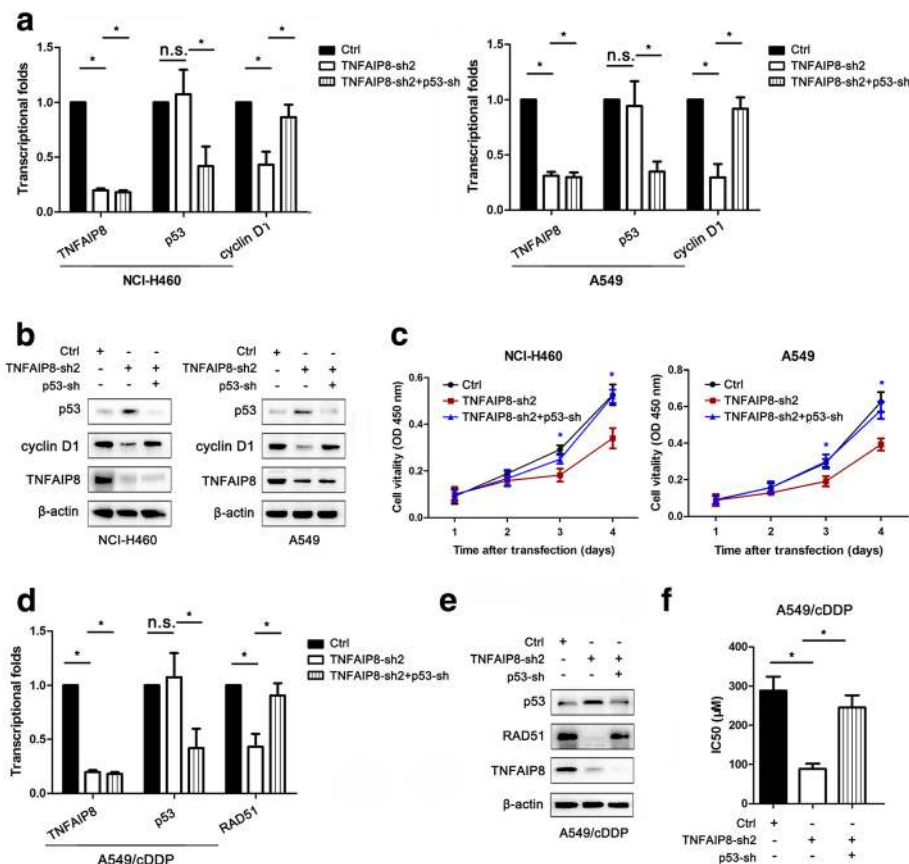 a
Transcriptional folds
1.5
1.0
0.5
0.0
* * n.s. * * *
Ctrl
TNFAIP8-sh2
TNFAIP8-sh2+p53-sh
TNFAIP8 p53 cyclin D1
NCI-H460
Transcriptional folds
1.5
1.0
0.5
0.0
* * n.s. * * *
Ctrl
TNFAIP8-sh2
TNFAIP8-sh2+p53-sh
TNFAIP8 p53 cyclin D1
A549
b
Ctrl + - - + - -
TNFAIP8-sh2 - + + - + +
p53-sh - - + - - +
p53 p53
cyclin D1 cyclin D1
TNFAIP8 TNFAIP8
β-actin β-actin
NCI-H460 A549
c
NCI-H460
Cell vitality (OD 450 nm)
0.6
0.4
0.2
0.0
Ctrl
TNFAIP8-sh2
TNFAIP8-sh2+p53-sh
* *
1 2 3 4
Time after transfection (days)
A549
Cell vitality (OD 450 nm)
0.8
0.6
0.4
0.2
0.0
Ctrl
TNFAIP8-sh2
TNFAIP8-sh2+p53-sh
* *
1 2 3 4
Time after transfection (days)
d
Transcriptional folds
1.5
1.0
0.5
0.0
* * n.s. * * *
Ctrl
TNFAIP8-sh2
TNFAIP8-sh2+p53-sh
TNFAIP8 p53 RAD51
A549/cDDP
e
Ctrl + - -
TNFAIP8-sh2 - + +
p53-sh - - +
p53
RAD51
TNFAIP8
β-actin
A549/cDDP
f
A549/cDDP
IC50 (μM)
400
300
200
100
0
* *
Ctrl + - -
TNFAIP8-sh2 - + +
p53-sh - - +